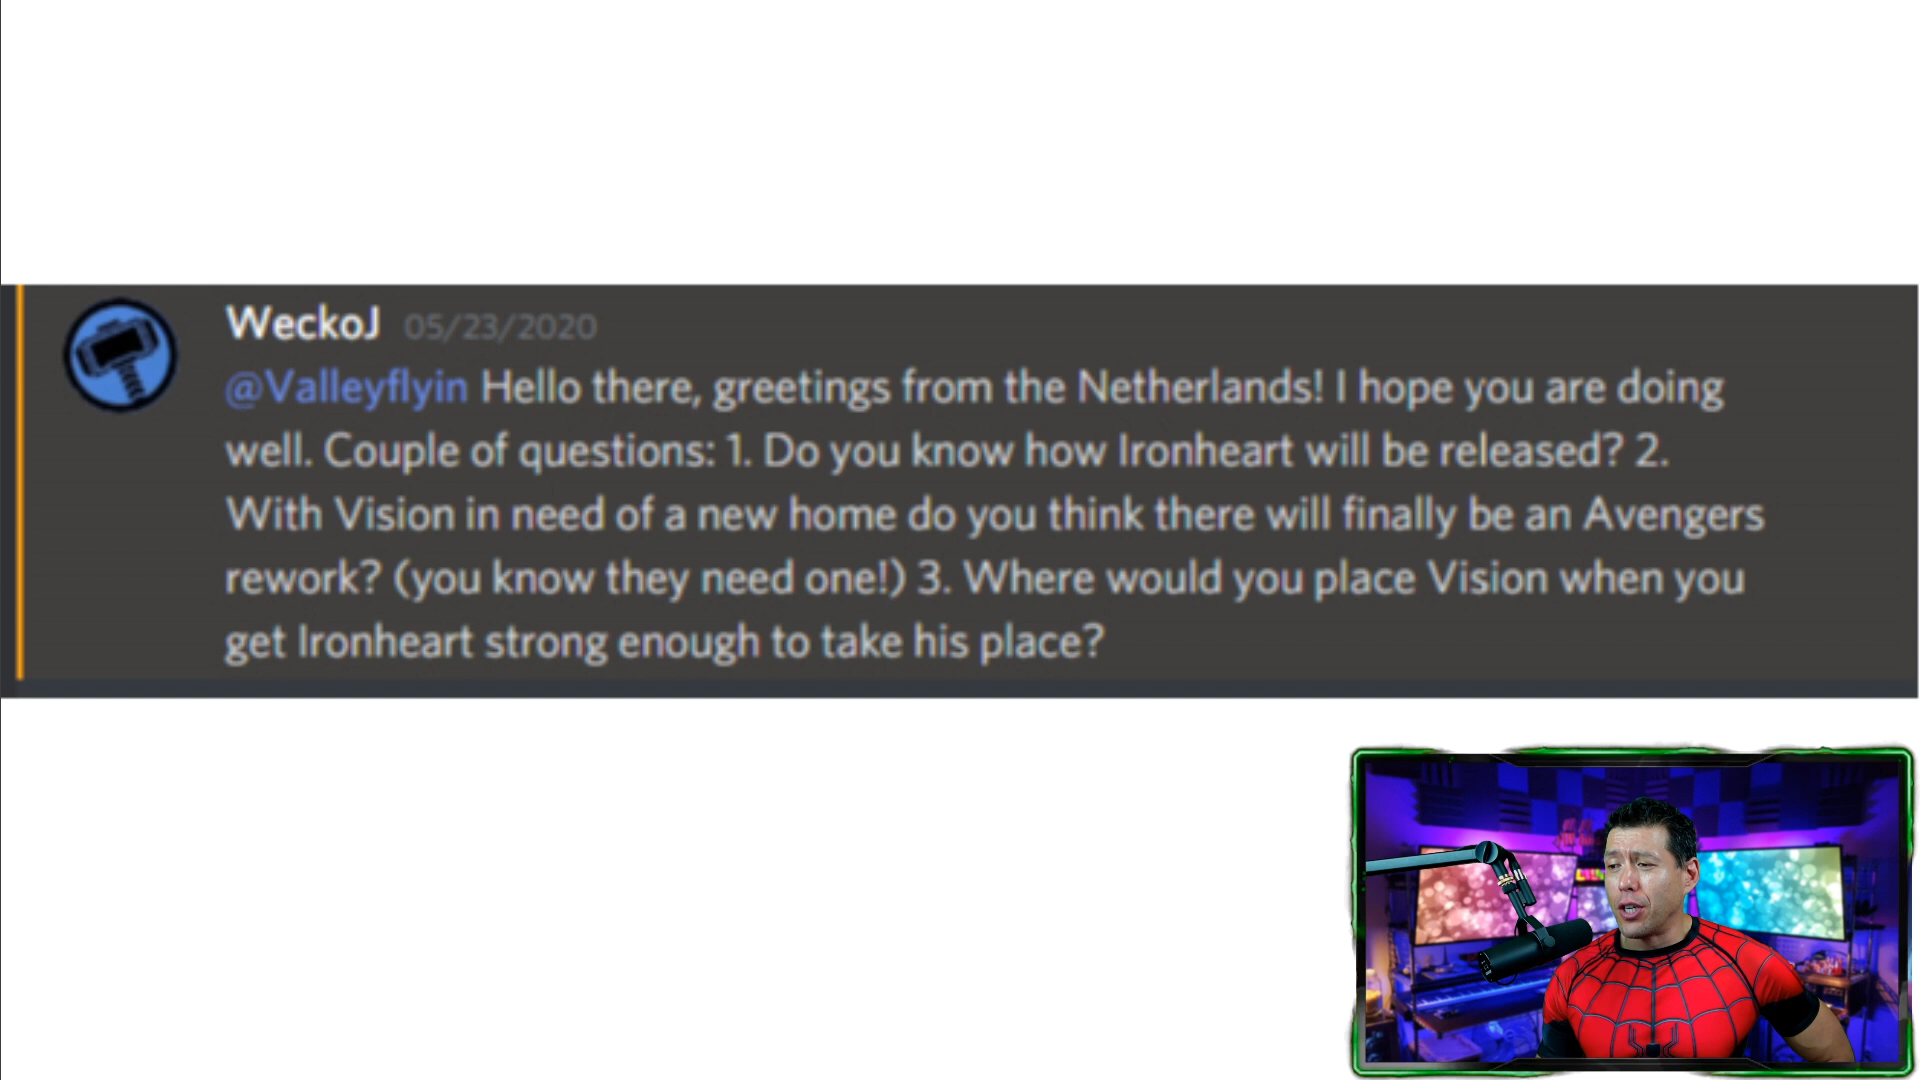 WeckoJ 05/23/2020
@Valleyflyin Hello there, greetings from the Netherlands! I hope you are doing
well. Couple of questions: 1. Do you know how Ironheart will be released? 2.
With Vision in need of a new home do you think there will finally be an Avengers
rework? (you know they need one!) 3. Where would you place Vision when you
get Ironheart strong enough to take his place?